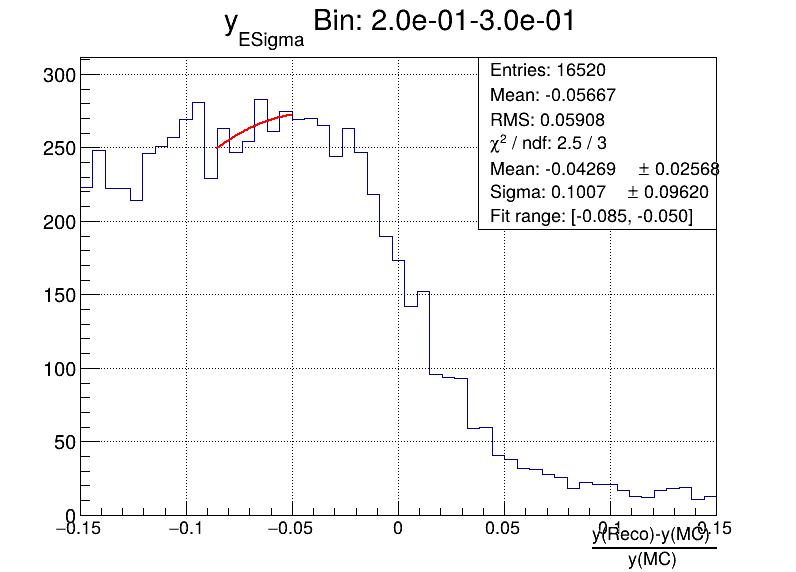 y_ESigma Bin: 2.0e-01-3.0e-01
Entries: 16520
Mean: -0.05667
RMS: 0.05908
χ² / ndf: 2.5 / 3
Mean: -0.04269 ± 0.02568
Sigma: 0.1007 ± 0.09620
Fit range: [-0.085, -0.050]
300
250
200
150
100
50
0
−0.15 −0.1 −0.05 0 0.05 0.1 0.15
y(Reco)-y(MC)
y(MC)